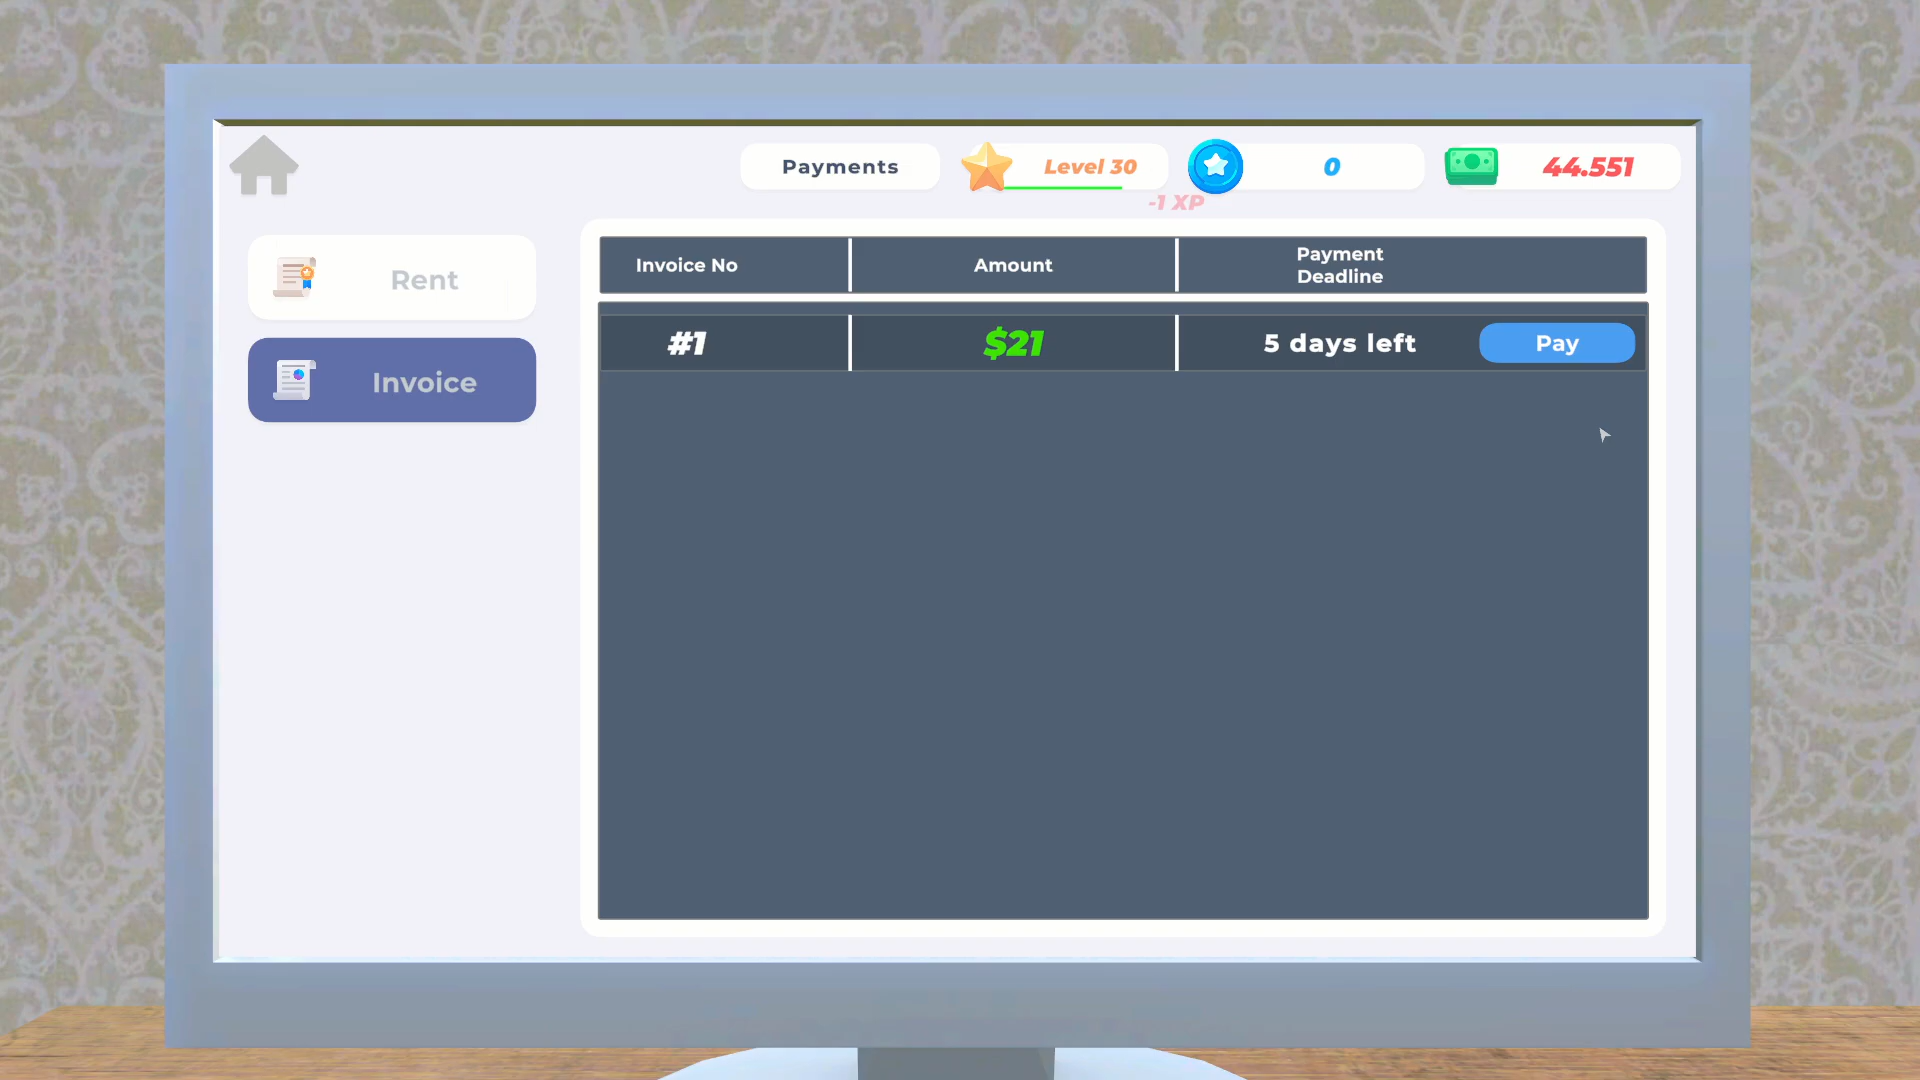 Payments
Level 30
0
44.551
-1 XP
Rent
Invoice
Invoice No
Amount
Payment
Deadline
#1
$21
5 days left
Pay